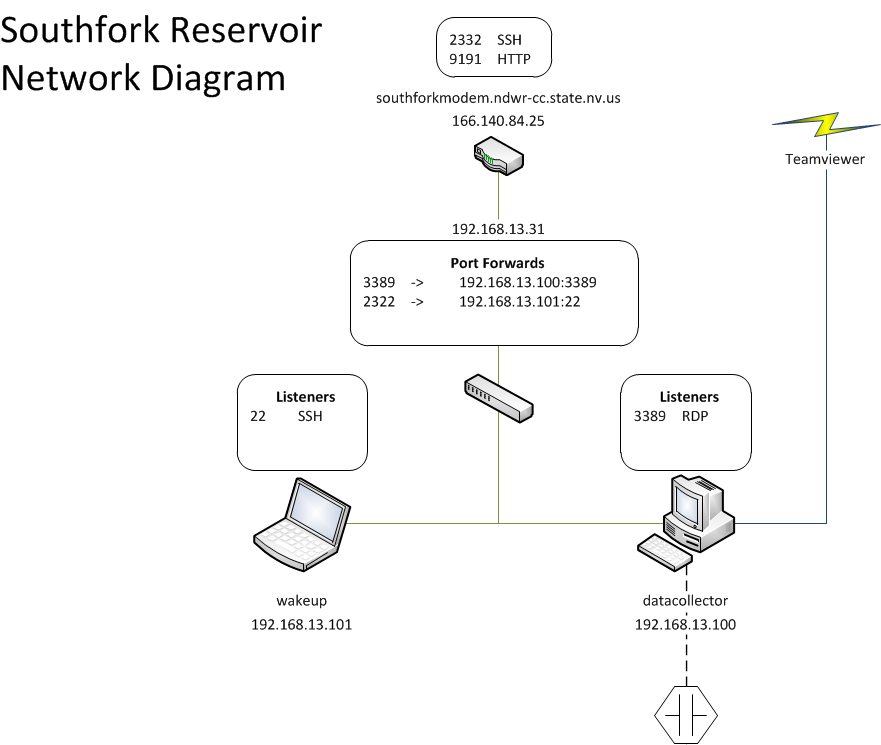 Southfork Reservoir
Network Diagram
2332 SSH
9191 HTTP
southforkmodem.ndwr-cc.state.nv.us
166.140.84.25
Teamviewer
192.168.13.31
Port Forwards
3389 -> 192.168.13.100:3389
2322 -> 192.168.13.101:22
Listeners
22 SSH
Listeners
3389 RDP
wakeup
192.168.13.101
datacollector
192.168.13.100